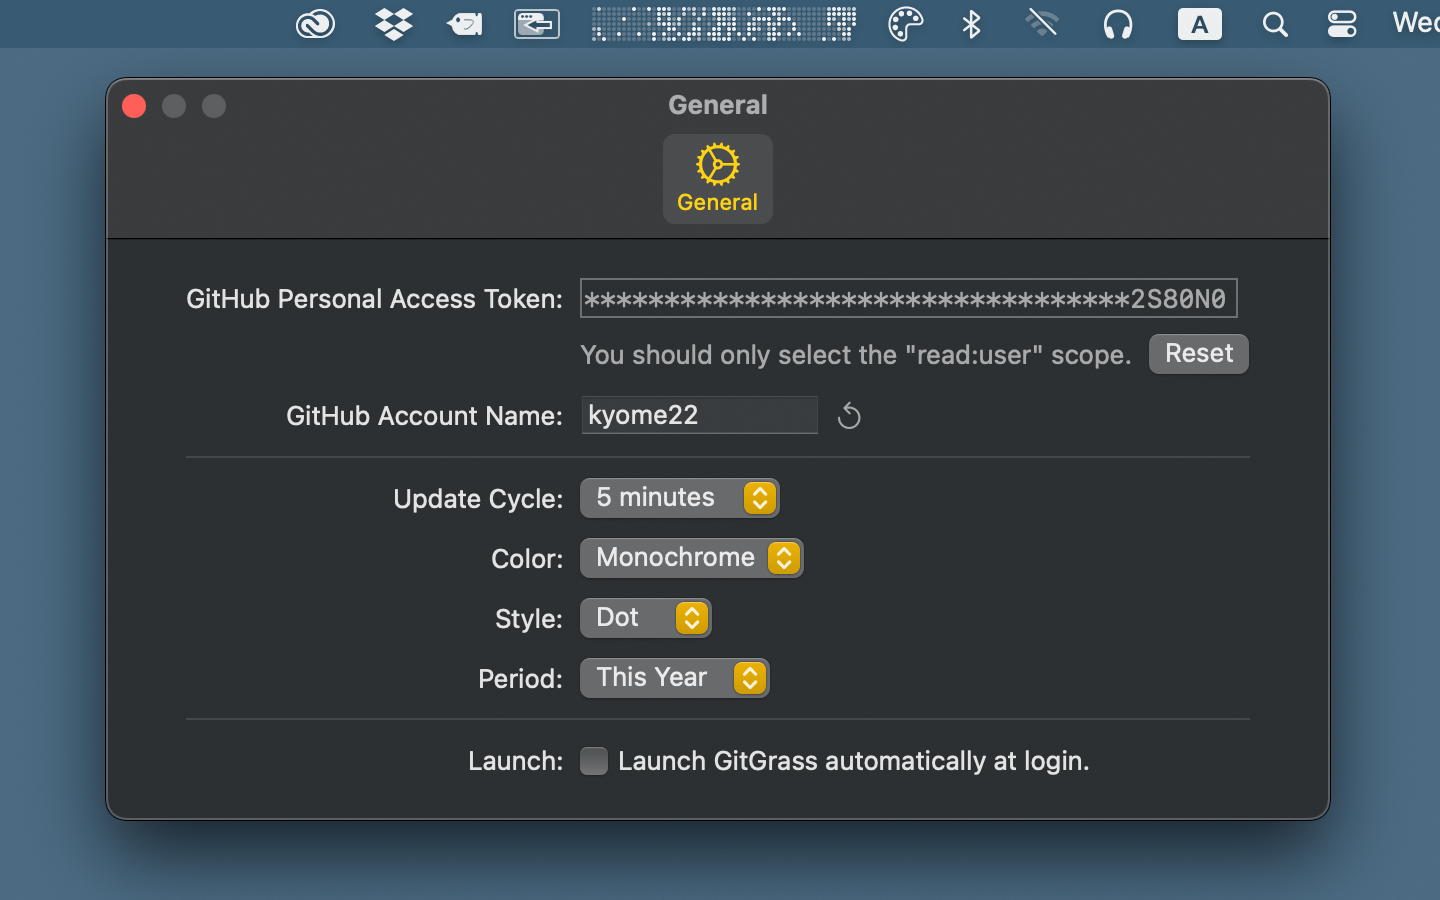 A
Wed
General
General
GitHub Personal Access Token: **********************************2S80N0
You should only select the "read:user" scope. Reset
GitHub Account Name: kyome22
Update Cycle: 5 minutes
Color: Monochrome
Style: Dot
Period: This Year
Launch: Launch GitGrass automatically at login.